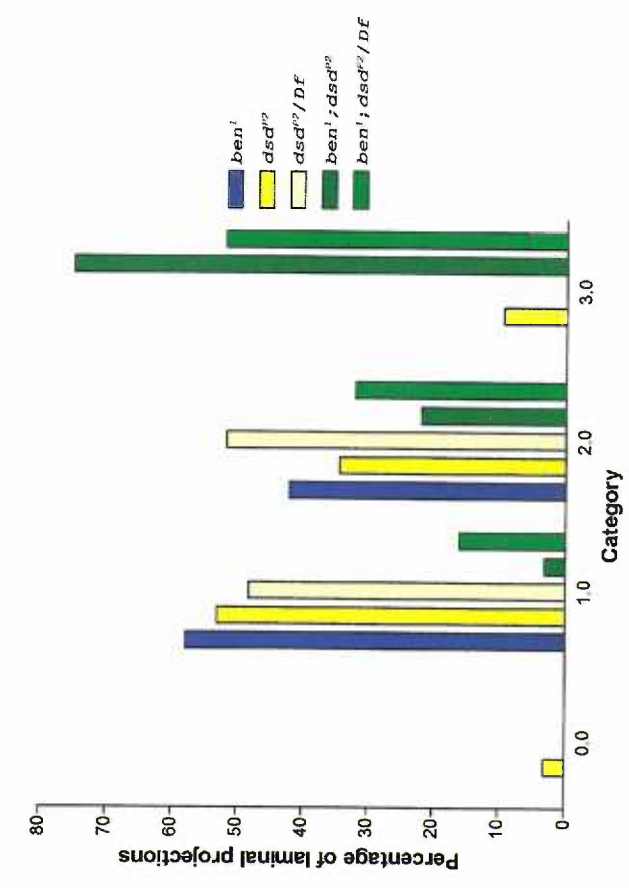 80
70
60
50
40
30
20
10
0
Percentage of laminal projections
0.0
1.0
2.0
3.0
Category
ben¹
dsdᴾ²
dsdᴾ²/Df
ben¹;dsdᴾ²
ben¹;dsdᴾ²/Df